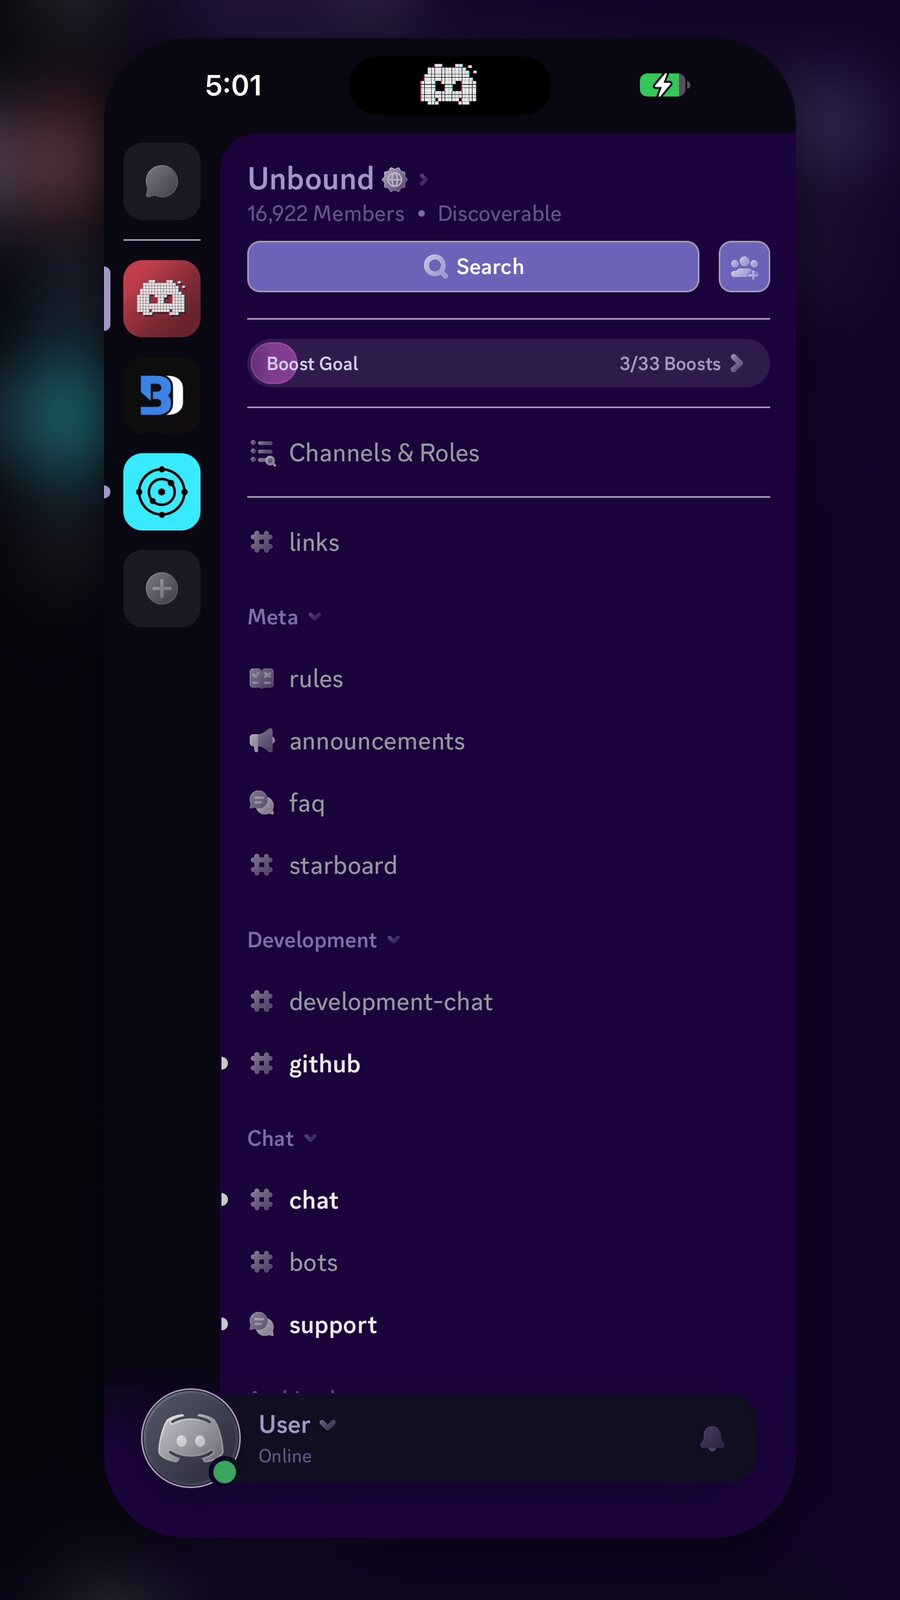 5:01
Unbound
16,922 Members • Discoverable
Search
Boost Goal 3/33 Boosts
Channels & Roles
links
Meta
rules
announcements
faq
starboard
Development
development-chat
github
Chat
chat
bots
support
User
Online